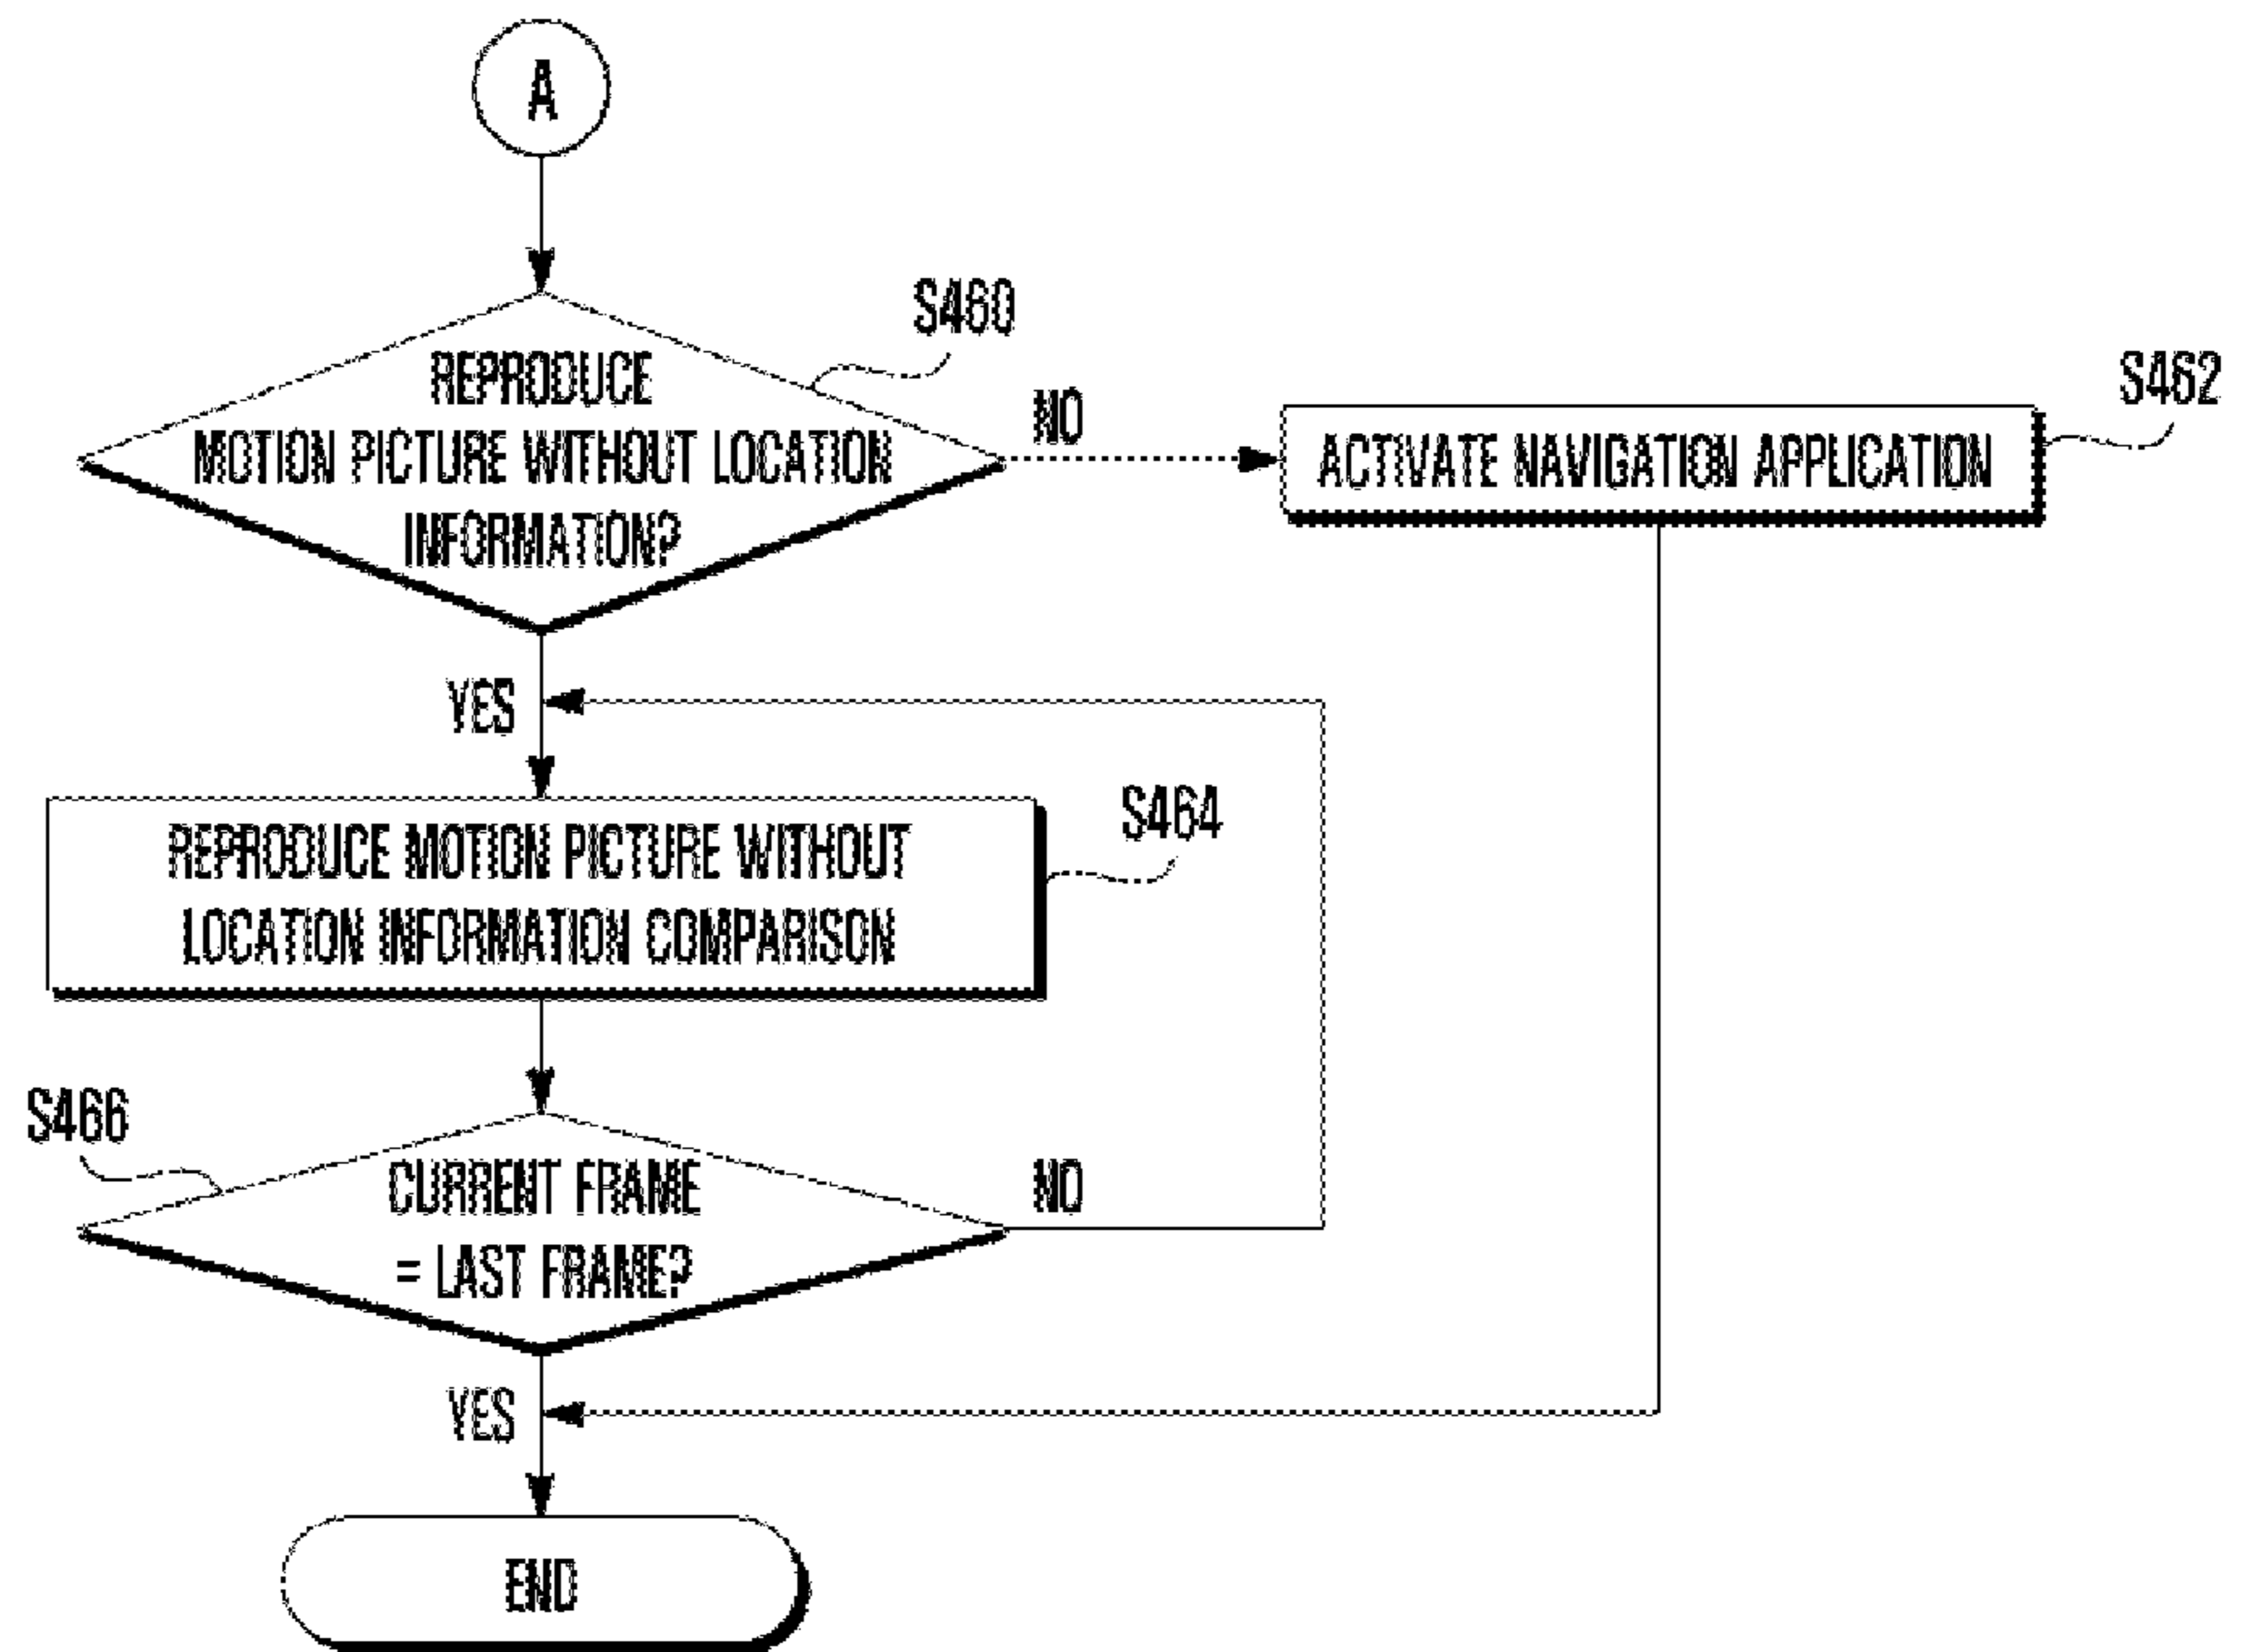 A
S460
REPRODUCE
MOTION PICTURE WITHOUT LOCATION
INFORMATION?
NO
S462
ACTIVATE NAVIGATION APPLICATION
YES
S464
REPRODUCE MOTION PICTURE WITHOUT
LOCATION INFORMATION COMPARISON
S466
CURRENT FRAME
= LAST FRAME?
NO
YES
END